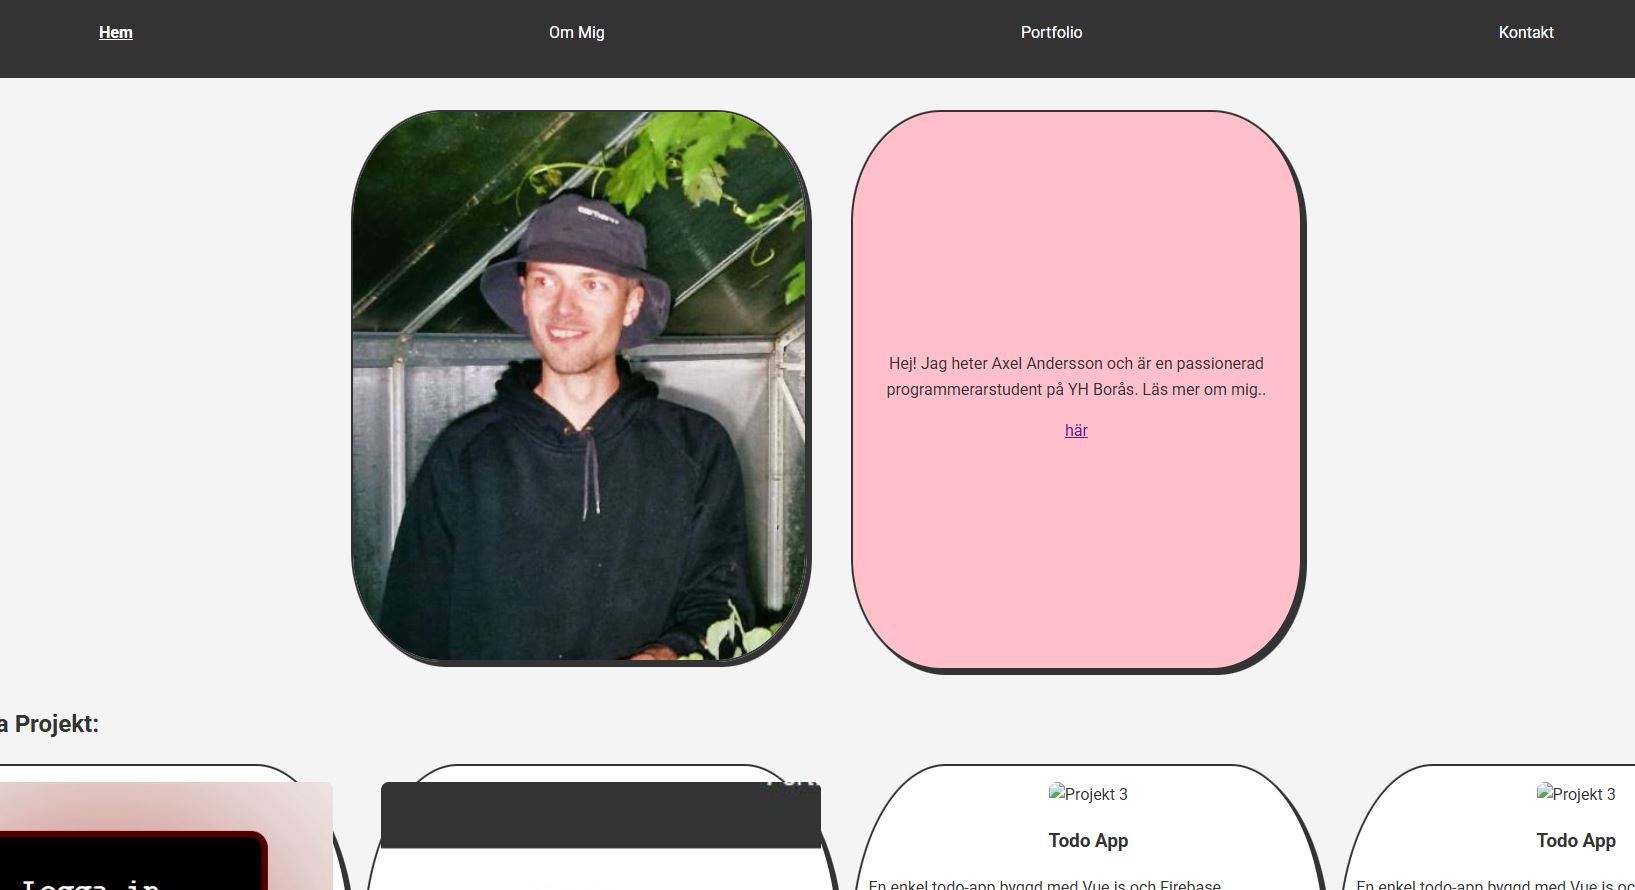 Hem Om Mig Portfolio Kontakt
Hej! Jag heter Axel Andersson och är en passionerad
programmerarstudent på YH Borås. Läs mer om mig..
här
a Projekt:
Projekt 3 Projekt 3
Logga in
Todo App Todo App
En enkel todo-app byggd med Vue.js och Firebase En enkel todo-app byggd med Vue.js oc